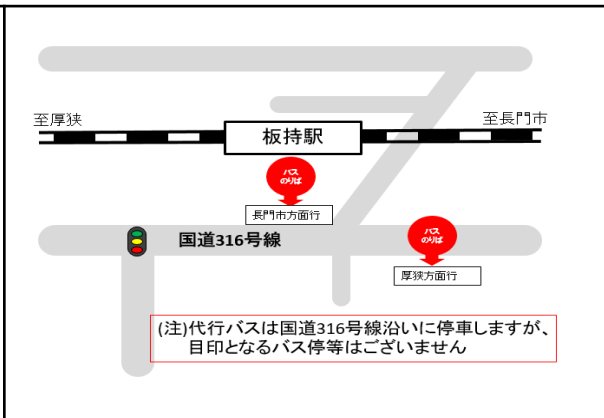 至厚狭
至長門市
板持駅
バス
のりば
長門市方面行
国道316号線
バス
のりば
厚狭方面行
(注)代行バスは国道316号線沿いに停車しますが、
目印となるバス停等はございません